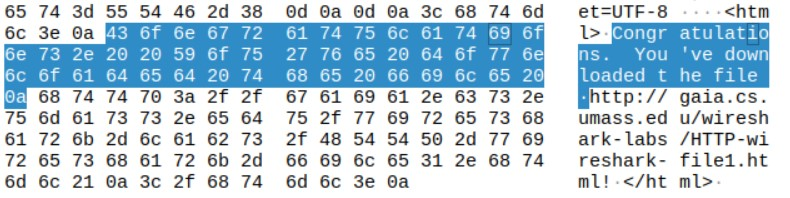 65 74 3d 55 54 46 2d 38 0d 0a 0d 0a 3c 68 74 6d et=UTF-8 ····<htm
6c 3e 0a 43 6f 6e 67 72 61 74 75 6c 61 74 69 6f l>·Congr atulatio
6e 73 2e 20 20 59 6f 75 27 76 65 20 64 6f 77 6e ns.  You 've down
6c 6f 61 64 65 64 20 74 68 65 20 66 69 6c 65 20 loaded t he file
0a 68 74 74 70 3a 2f 2f 67 61 69 61 2e 63 73 2e ·http:// gaia.cs.
75 6d 61 73 73 2e 65 64 75 2f 77 69 72 65 73 68 umass.ed u/wiresh
61 72 6b 2d 6c 61 62 73 2f 48 54 54 50 2d 77 69 ark-labs /HTTP-wi
72 65 73 68 61 72 6b 2d 66 69 6c 65 31 2e 68 74 reshark- file1.ht
6d 6c 21 0a 3c 2f 68 74 6d 6c 3e 0a ml!·</ht ml>·